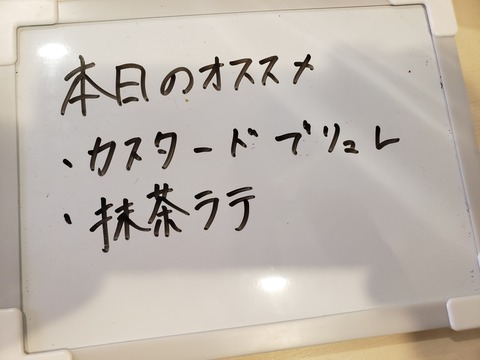 本日のオススメ
・カスタードブリュレ
・抹茶ラテ